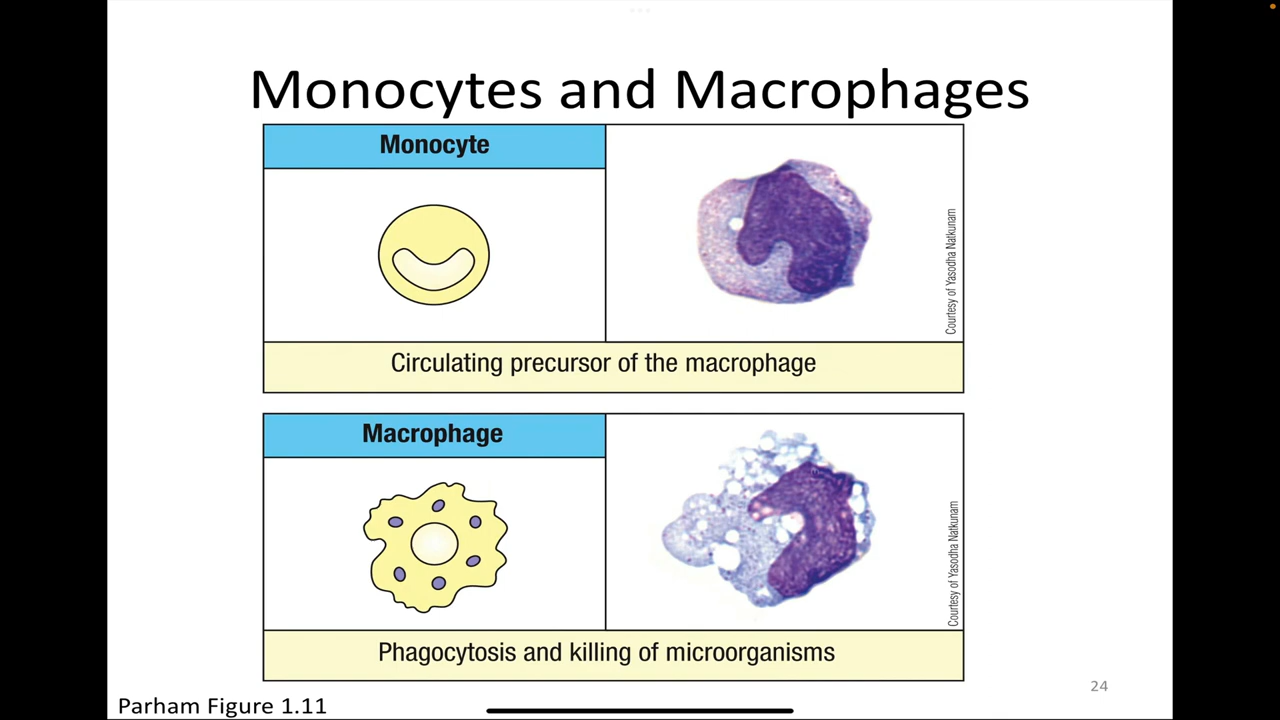 Monocytes and Macrophages
Monocyte
Courtesy of Yasodha Natkunam
Circulating precursor of the macrophage
Macrophage
Courtesy of Yasodha Natkunam
Phagocytosis and killing of microorganisms
24
Parham Figure 1.11